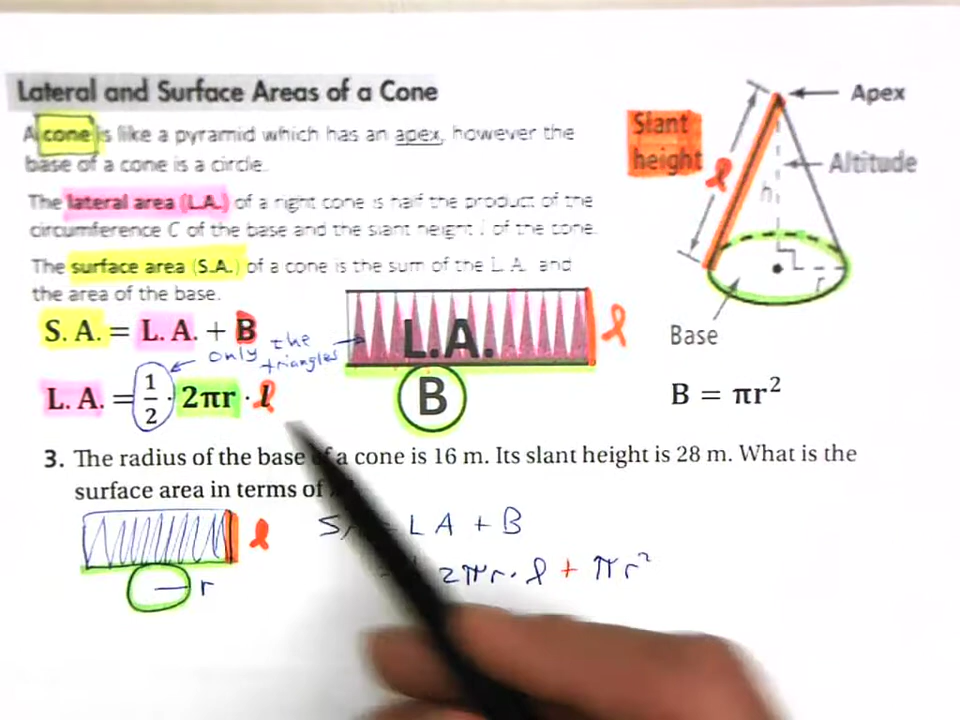 Lateral and Surface Areas of a Cone
A cone is like a pyramid which has an apex, however the
base of a cone is a circle.
The lateral area (L.A.) of a right cone is half the product of the
circumference C of the base and the slant height l of the cone.
The surface area (S.A.) of a cone is the sum of the L.A. and
the area of the base.
S.A. = L.A. + B
only the triangles
L.A. = 1/2 · 2πr · l
L.A.
l
B
Slant
height
l
Apex
Altitude
h
r
Base
B = πr²
3. The radius of the base of a cone is 16 m. Its slant height is 28 m. What is the
surface area in terms of
l
r
LA + B
2πr · l + πr²